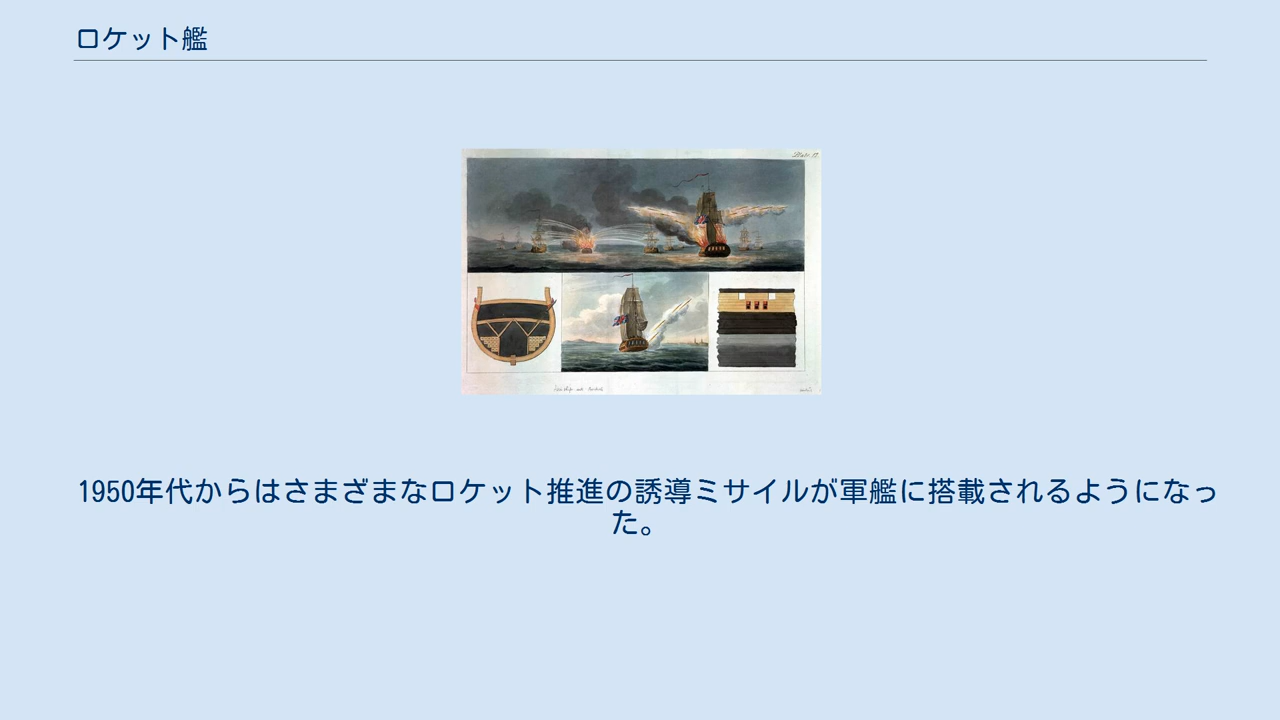 ロケット艦
1950年代からはさまざまなロケット推進の誘導ミサイルが軍艦に搭載されるようになっ
た。